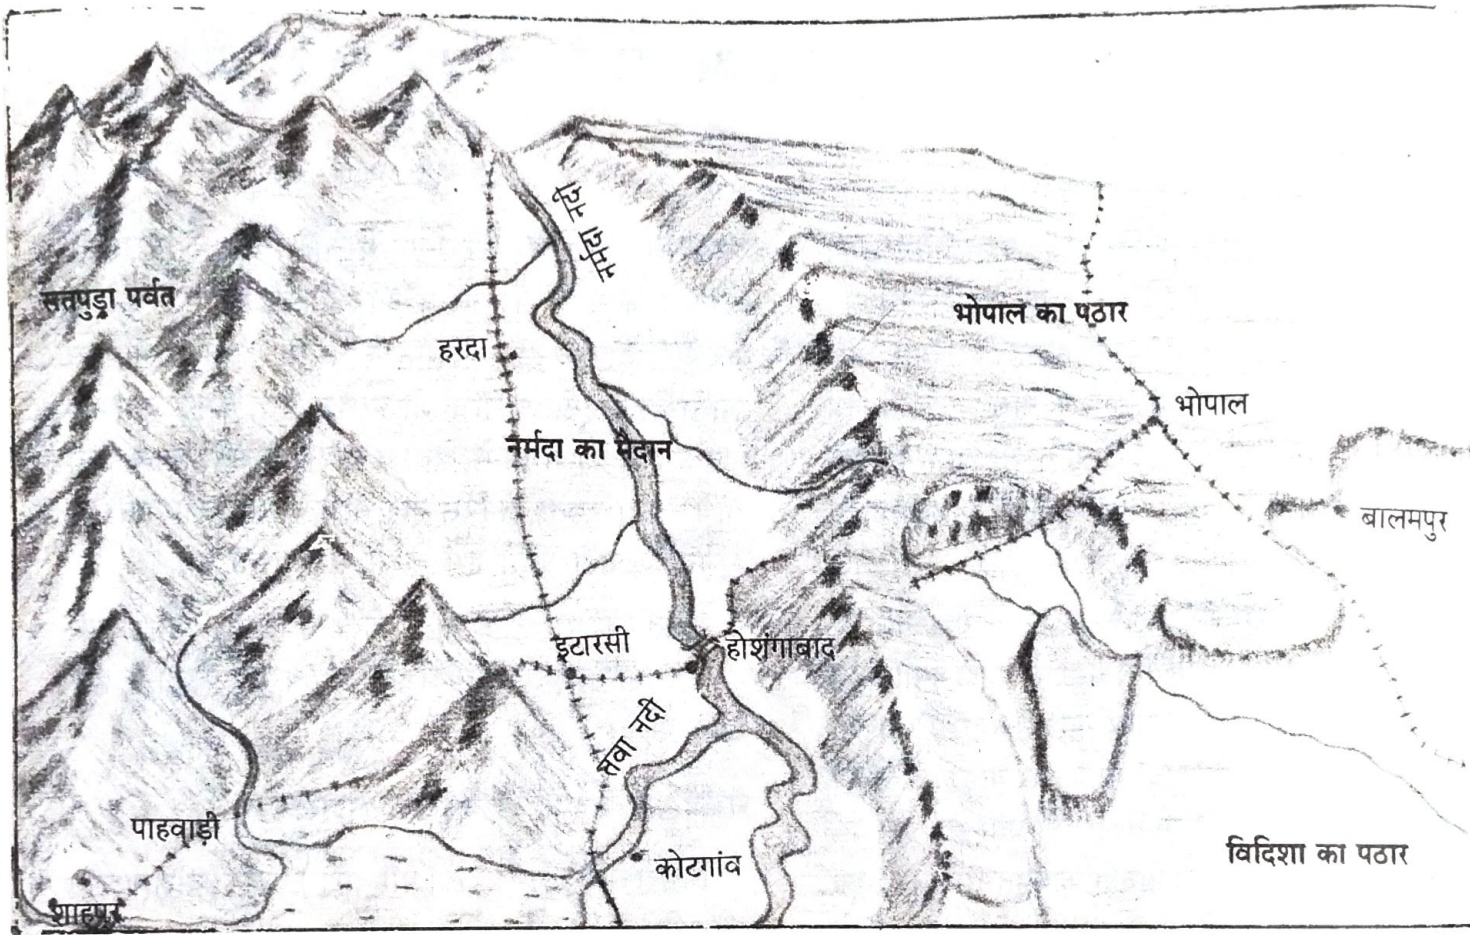 नर्मदा नदी
सतपुड़ा पर्वत
भोपाल का पठार
हरदा
भोपाल
नर्मदा का मैदान
बालमपुर
इटारसी
होशंगाबाद
तवा नदी
पाहवाड़ी
कोटगांव
विदिशा का पठार
शाहपुर